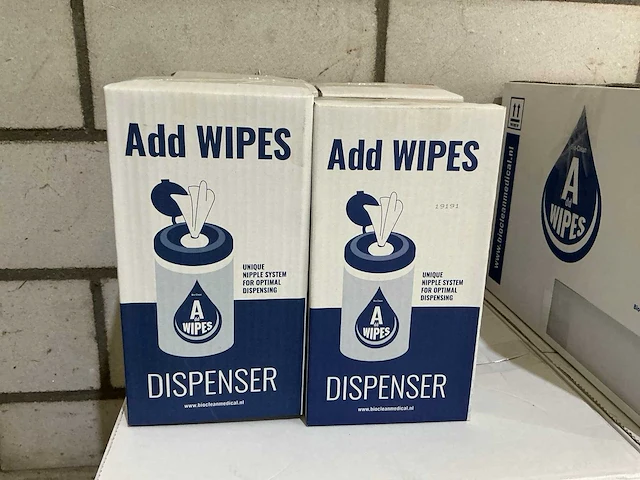 Add WIPES
UNIQUE
NIPPLE SYSTEM
FOR OPTIMAL
DISPENSING
A
WIPES
DISPENSER
www.biocleanmedical.nl
Add WIPES
19191
UNIQUE
NIPPLE SYSTEM
FOR OPTIMAL
DISPENSING
A
WIPES
DISPENSER
www.biocleanmedical.nl
www.biocleanmedical.nl
A
WIPES